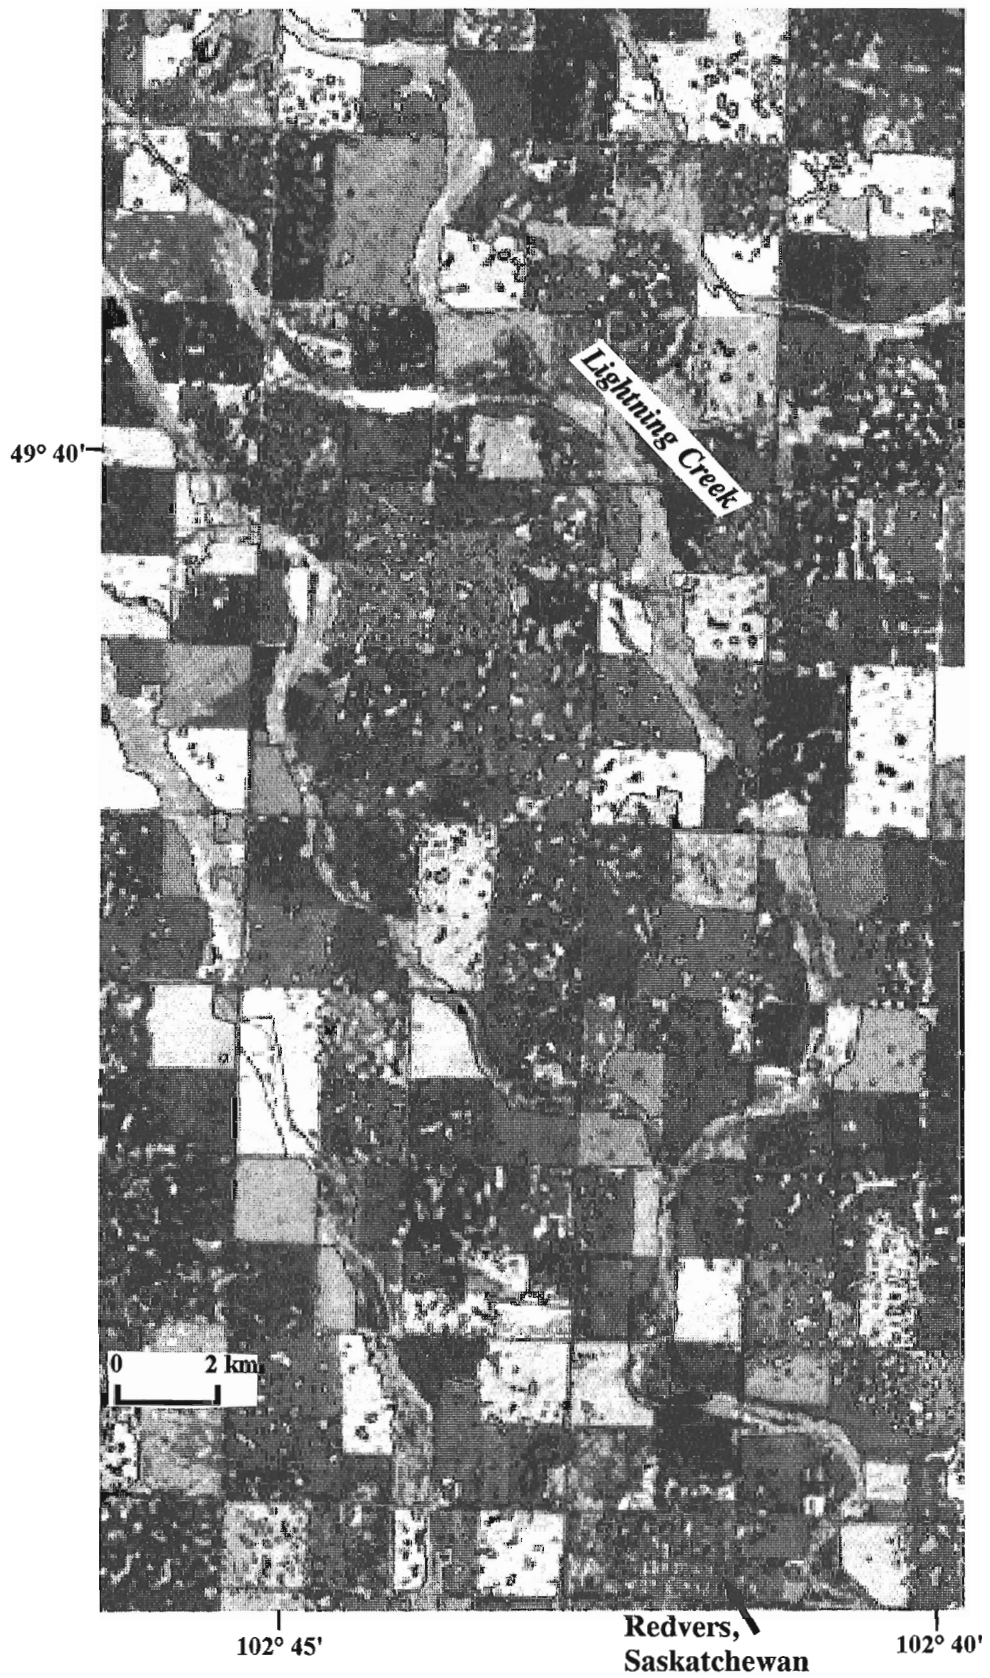 Lightning Creek
49° 40'
0 2 km
102° 45'
Redvers,
Saskatchewan
102° 40'